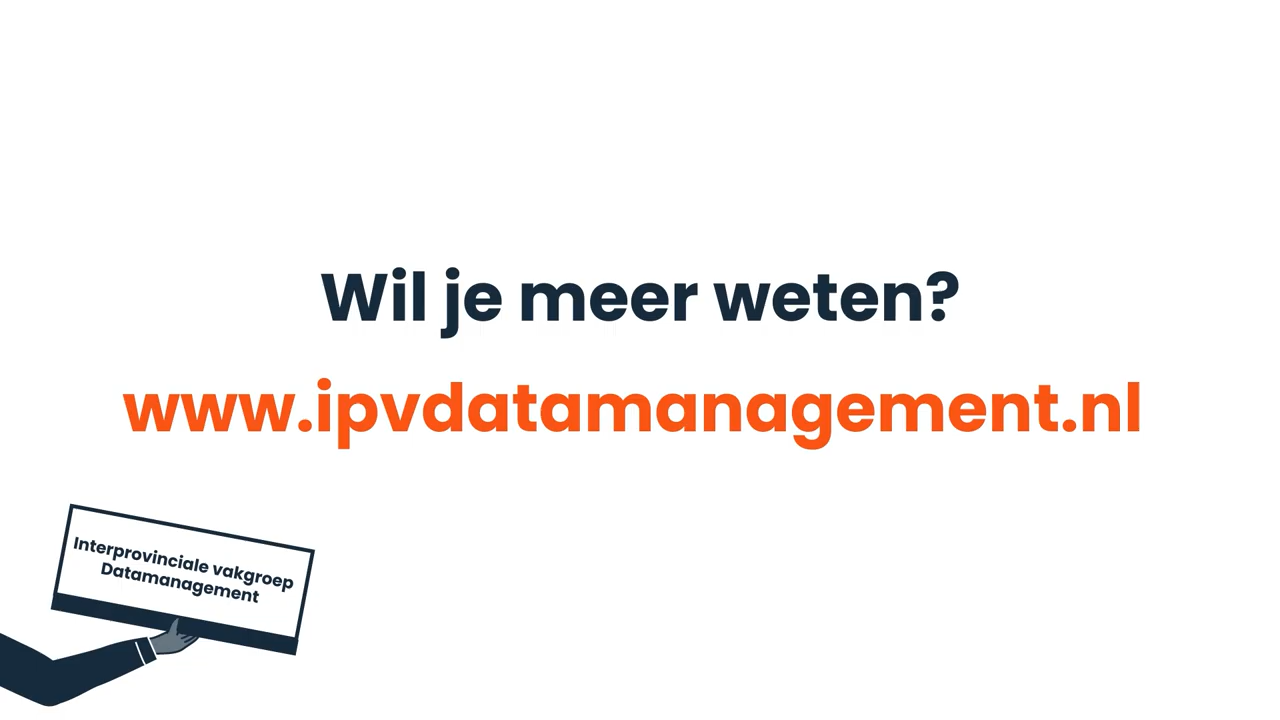 Wil je meer weten?
www.ipvdatamanagement.nl
Interprovinciale vakgroep
Datamanagement